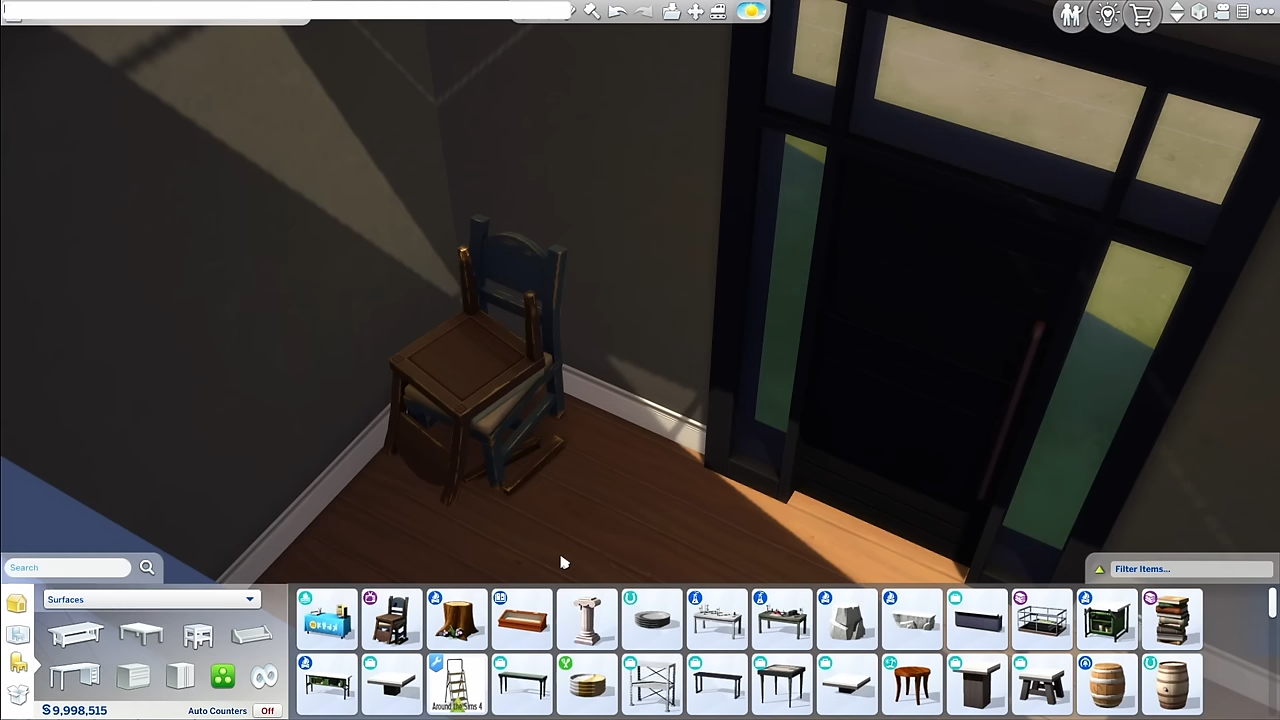 Search
Filter Items...
Surfaces
Around the Sims 4
$9,998,515
Auto Counters
Off